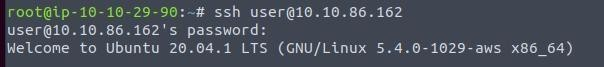 root@ip-10-10-29-90:~# ssh user@10.10.86.162
user@10.10.86.162's password:
Welcome to Ubuntu 20.04.1 LTS (GNU/Linux 5.4.0-1029-aws x86_64)